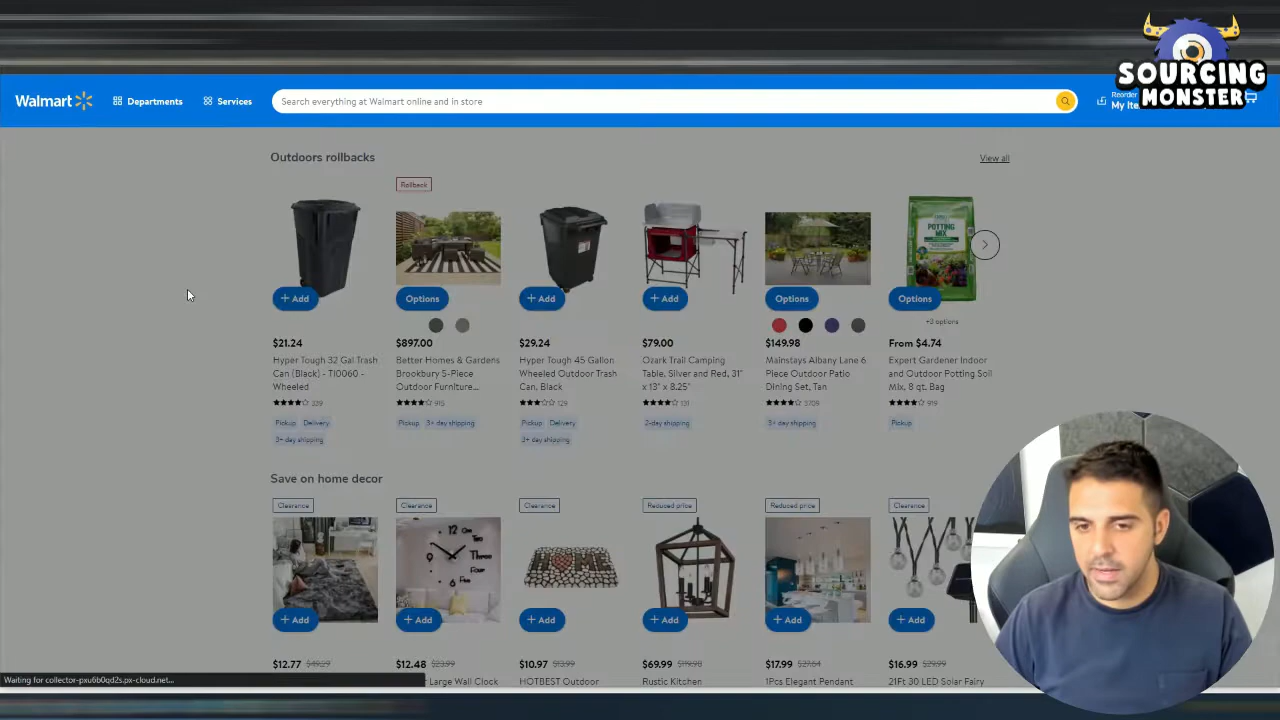 SOURCING
MONSTER
Walmart
Departments
Services
Search everything at Walmart online and in store
Reorder
Outdoors rollbacks
View all
Rollback
+ Add
Options
+ Add
+ Add
Options
Options
+3 options
$21.24
$897.00
$29.24
$79.00
$149.98
From $4.74
Hyper Tough 32 Gal Trash
Can (Black) - TI0060 -
Wheeled
Better Homes & Gardens
Brookbury 5-Piece
Outdoor Furniture...
Hyper Tough 45 Gallon
Wheeled Outdoor Trash
Can, Black
Ozark Trail Camping
Table, Silver and Red, 31"
x 13" x 8.25"
Mainstays Albany Lane 6
Piece Outdoor Patio
Dining Set, Tan
Expert Gardener Indoor
and Outdoor Potting Soil
Mix, 8 qt. Bag
915
129
131
919
Pickup Delivery
3+ day shipping
Pickup 3+ day shipping
Pickup Delivery
3+ day shipping
2-day shipping
3+ day shipping
Pickup
POTTING
MIX
Save on home decor
Clearance
Clearance
Clearance
Reduced price
Reduced price
Clearance
+ Add
+ Add
+ Add
+ Add
+ Add
+ Add
$12.77 $49.29
$12.48 $23.99
$10.97 $13.99
$69.99 $119.98
$17.99 $27.64
$16.99 $29.99
Large Wall Clock
HOTBEST Outdoor
Rustic Kitchen
1Pcs Elegant Pendant
21Ft 30 LED Solar Fairy
Waiting for collector-pxu6b0qd2s.px-cloud.net...